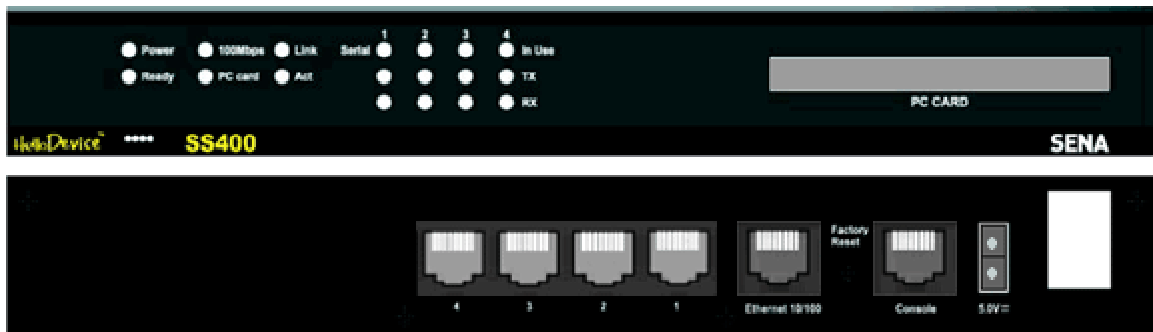 1 2 3 4
Power 100Mbps Link Serial In Use
Ready PC card Act TX
RX
PC CARD
HelloDevice™ SS400 SENA
Factory
Reset
4 3 2 1 Ethernet 10/100 Console 5.0V